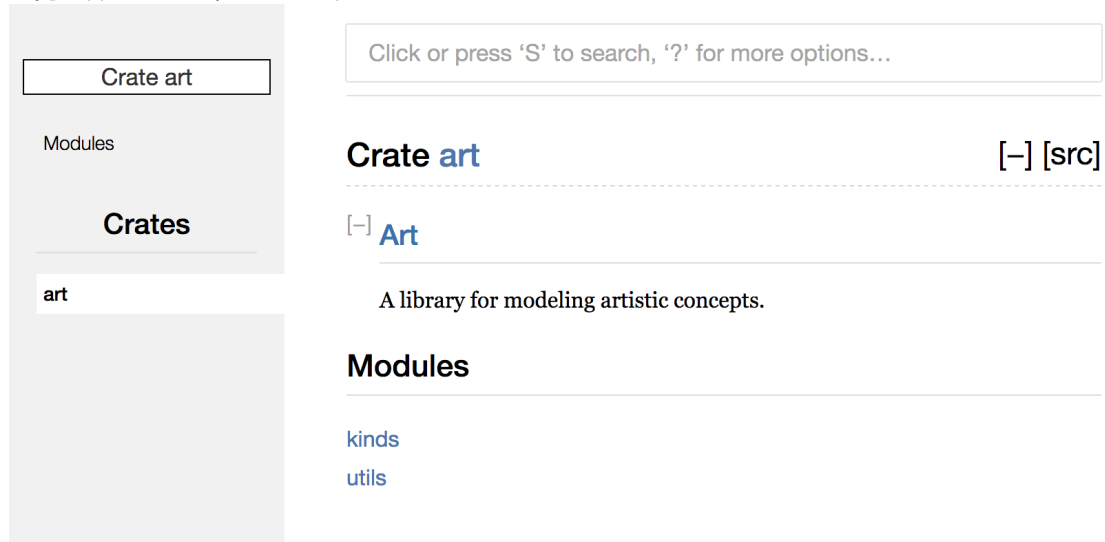 Crate art
Modules
Crates
art
Click or press ‘S’ to search, ‘?’ for more options…
Crate art
[–] [src]
[–] Art
A library for modeling artistic concepts.
Modules
kinds
utils